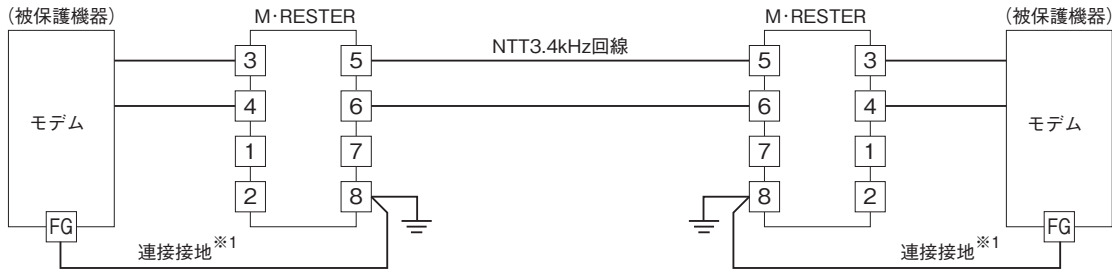 (被保護機器) M·RESTER M·RESTER (被保護機器)
NTT3.4kHz回線
3 5 5 3
4 6 6 4
モデム モデム
1 7 7 1
2 8 8 2
FG FG
連接接地※1 連接接地※1